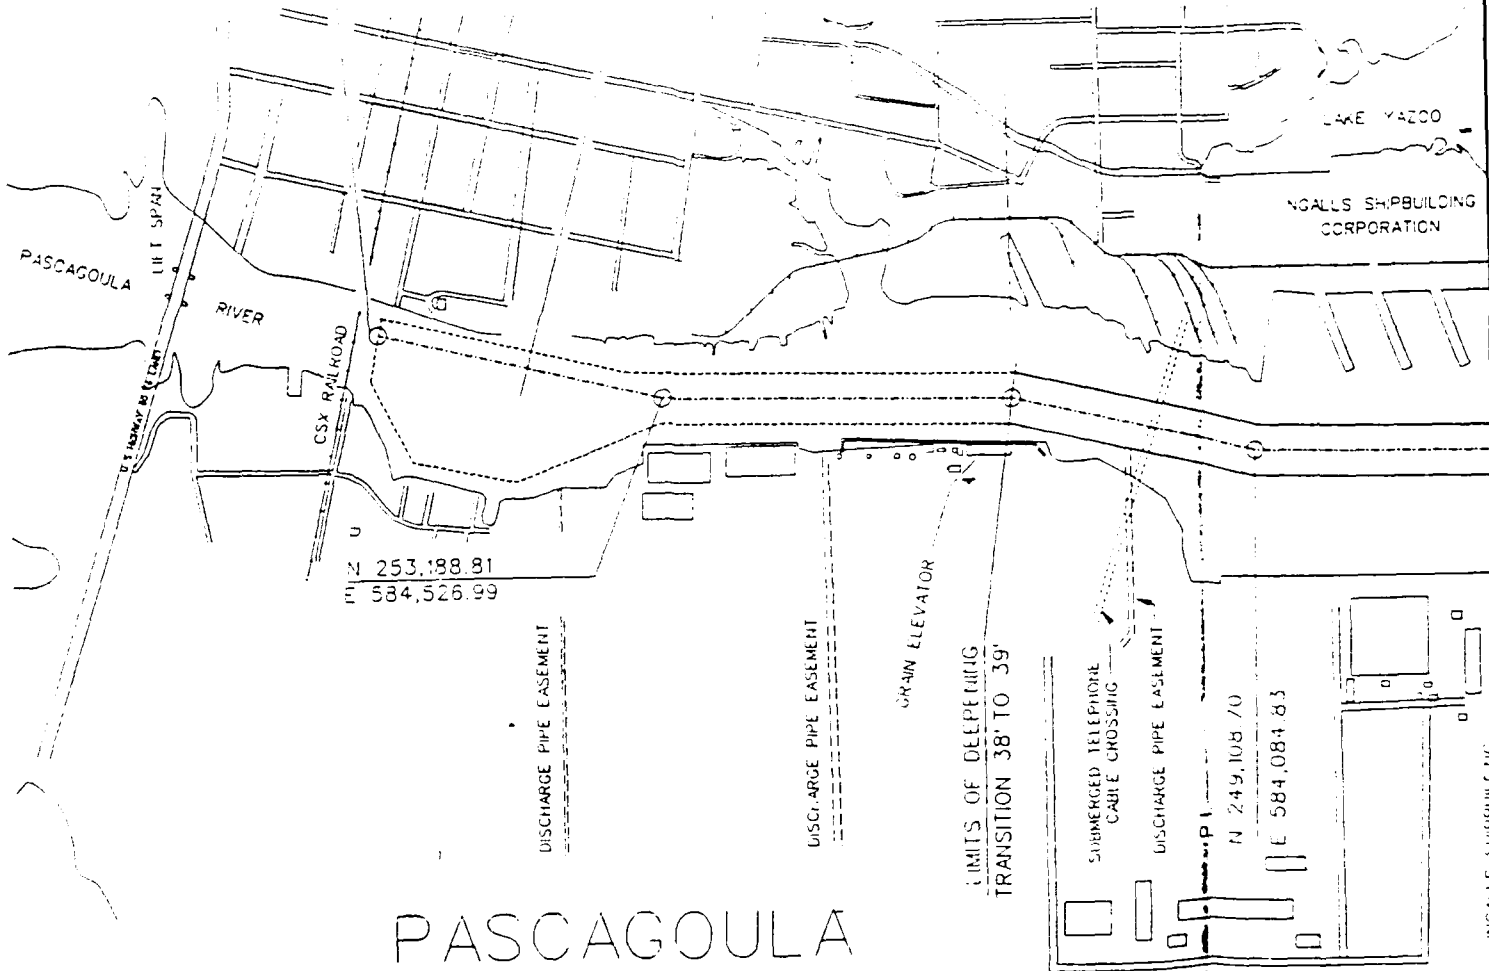 LAKE YAZOO
NGALLS SHIPBUILDING
CORPORATION
PASCAGOULA
LIFT SPAN
RIVER
CSX RAILROAD
U S HIGHWAY 90
N 253,188.81
E 584,526.99
DISCHARGE PIPE EASEMENT
DISCHARGE PIPE EASEMENT
GRAIN ELEVATOR
LIMITS OF DEEPENING
TRANSITION 38' TO 39'
SUBMERGED TELEPHONE
CABLE CROSSING
DISCHARGE PIPE EASEMENT
N 249,108.70
E 584,084.83
PASCAGOULA